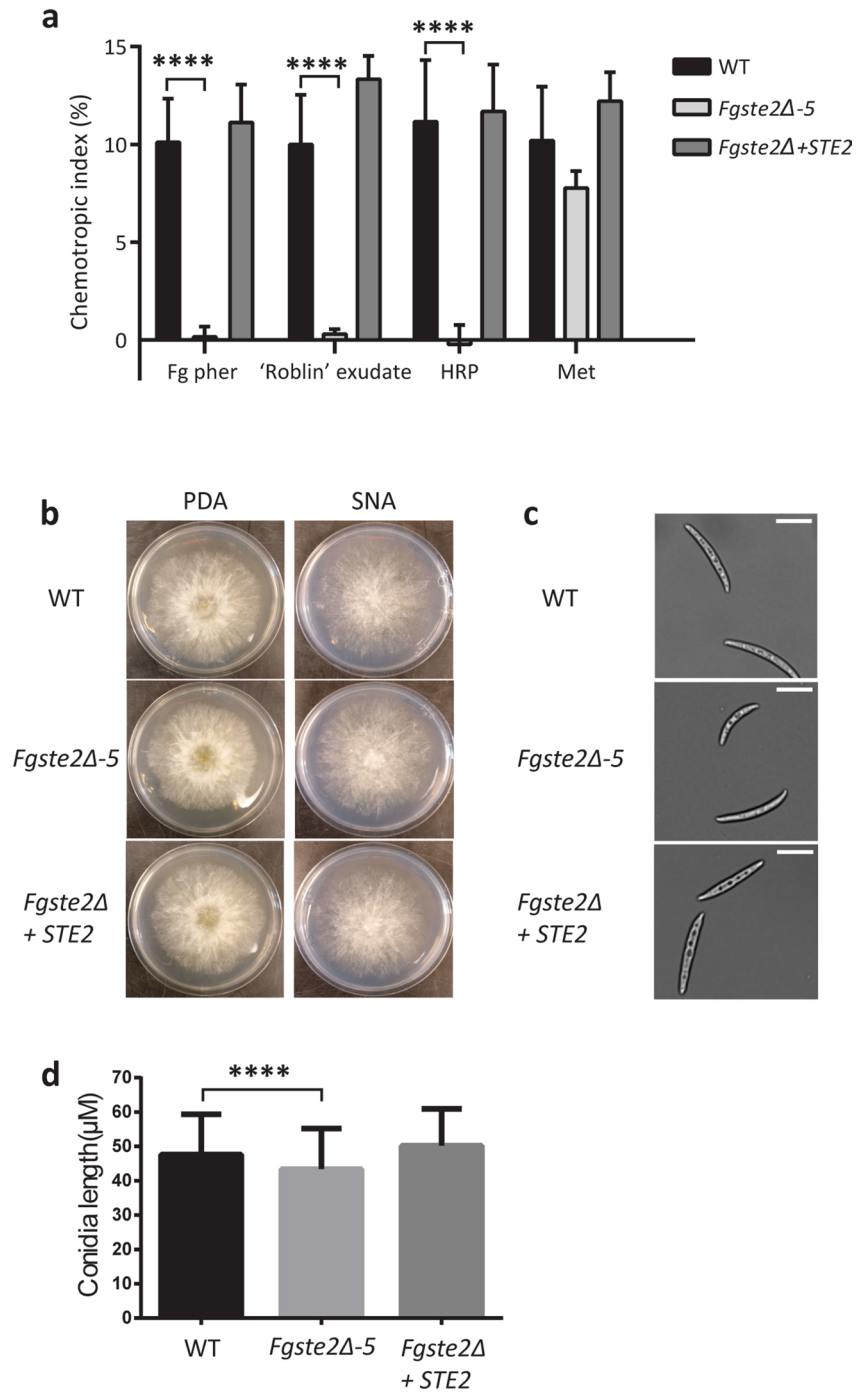 a
****
****
****
15
10
5
0
Chemotropic index (%)
WT
Fgste2Δ-5
Fgste2Δ+STE2
Fg pher
‘Roblin’ exudate
HRP
Met
b
PDA
SNA
WT
Fgste2Δ-5
Fgste2Δ
+ STE2
c
WT
Fgste2Δ-5
Fgste2Δ
+ STE2
d
****
70
60
50
40
30
20
10
0
Conidia length(µM)
WT
Fgste2Δ-5
Fgste2Δ
+ STE2